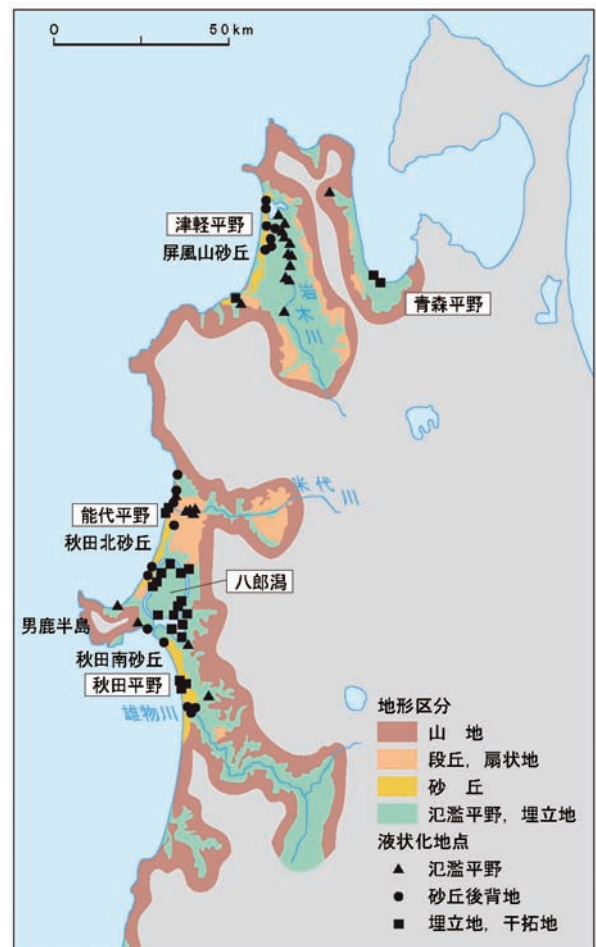 0 50km
津軽平野
屏風山砂丘
岩木川
青森平野
米代川
能代平野
秋田北砂丘
八郎潟
男鹿半島
秋田南砂丘
秋田平野
雄物川
地形区分
山 地
段丘，扇状地
砂 丘
氾濫平野，埋立地
液状化地点
氾濫平野
砂丘後背地
埋立地，干拓地